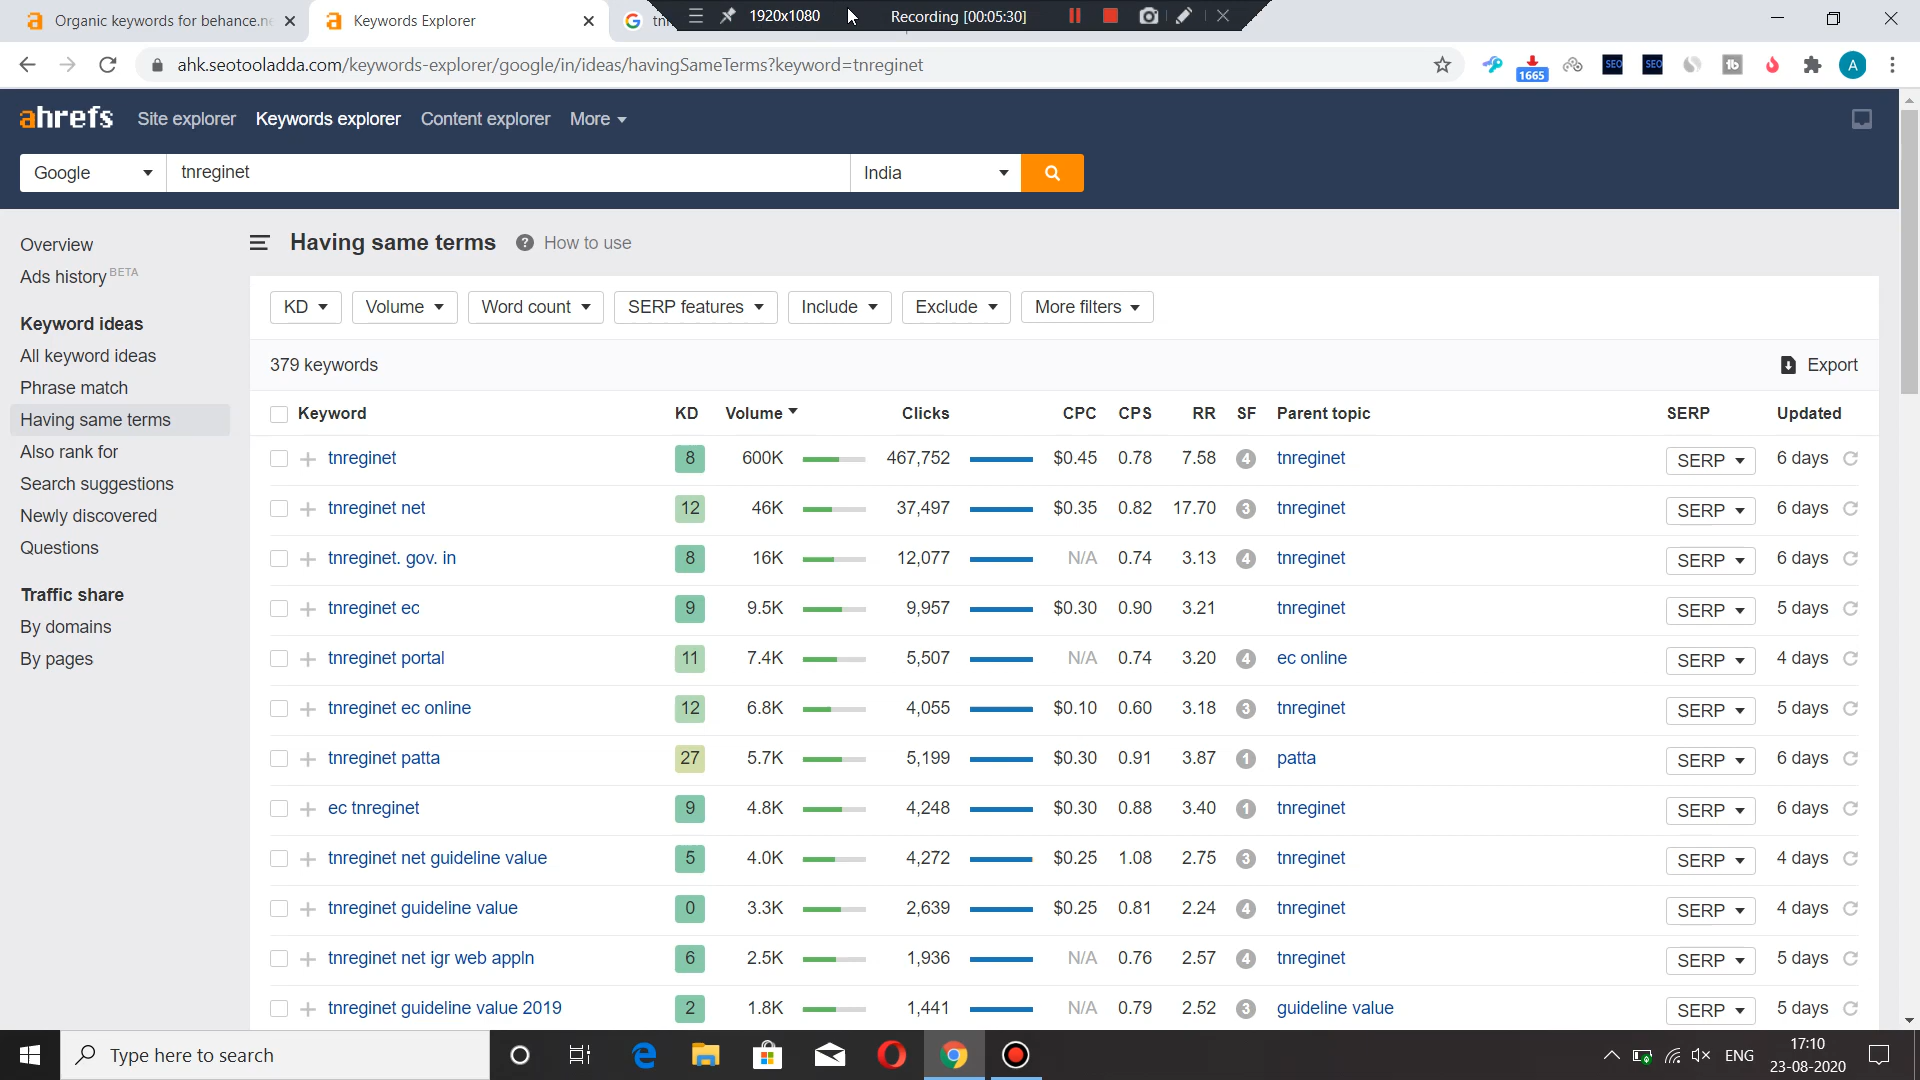 Organic keywords for behance.ne
Keywords Explorer
tnr
1920x1080
Recording [00:05:30]
ahk.seotooladda.com/keywords-explorer/google/in/ideas/havingSameTerms?keyword=tnreginet
1665
SEO
SEO
A
ahrefs
Site explorer
Keywords explorer
Content explorer
More
Google
tnreginet
India
Overview
Ads history BETA
Keyword ideas
All keyword ideas
Phrase match
Having same terms
Also rank for
Search suggestions
Newly discovered
Questions
Traffic share
By domains
By pages
Having same terms
? How to use
KD Volume Word count SERP features Include Exclude More filters
379 keywords
Export
Keyword KD Volume Clicks CPC CPS RR SF Parent topic SERP Updated
tnreginet 8 600K 467,752 $0.45 0.78 7.58 4 tnreginet SERP 6 days
tnreginet net 12 46K 37,497 $0.35 0.82 17.70 3 tnreginet SERP 6 days
tnreginet. gov. in 8 16K 12,077 N/A 0.74 3.13 4 tnreginet SERP 6 days
tnreginet ec 9 9.5K 9,957 $0.30 0.90 3.21 tnreginet SERP 5 days
tnreginet portal 11 7.4K 5,507 N/A 0.74 3.20 4 ec online SERP 4 days
tnreginet ec online 12 6.8K 4,055 $0.10 0.60 3.18 3 tnreginet SERP 5 days
tnreginet patta 27 5.7K 5,199 $0.30 0.91 3.87 1 patta SERP 6 days
ec tnreginet 9 4.8K 4,248 $0.30 0.88 3.40 1 tnreginet SERP 6 days
tnreginet net guideline value 5 4.0K 4,272 $0.25 1.08 2.75 3 tnreginet SERP 4 days
tnreginet guideline value 0 3.3K 2,639 $0.25 0.81 2.24 4 tnreginet SERP 4 days
tnreginet net igr web appln 6 2.5K 1,936 N/A 0.76 2.57 4 tnreginet SERP 5 days
tnreginet guideline value 2019 2 1.8K 1,441 N/A 0.79 2.52 3 guideline value SERP 5 days
Type here to search
ENG
17:10
23-08-2020